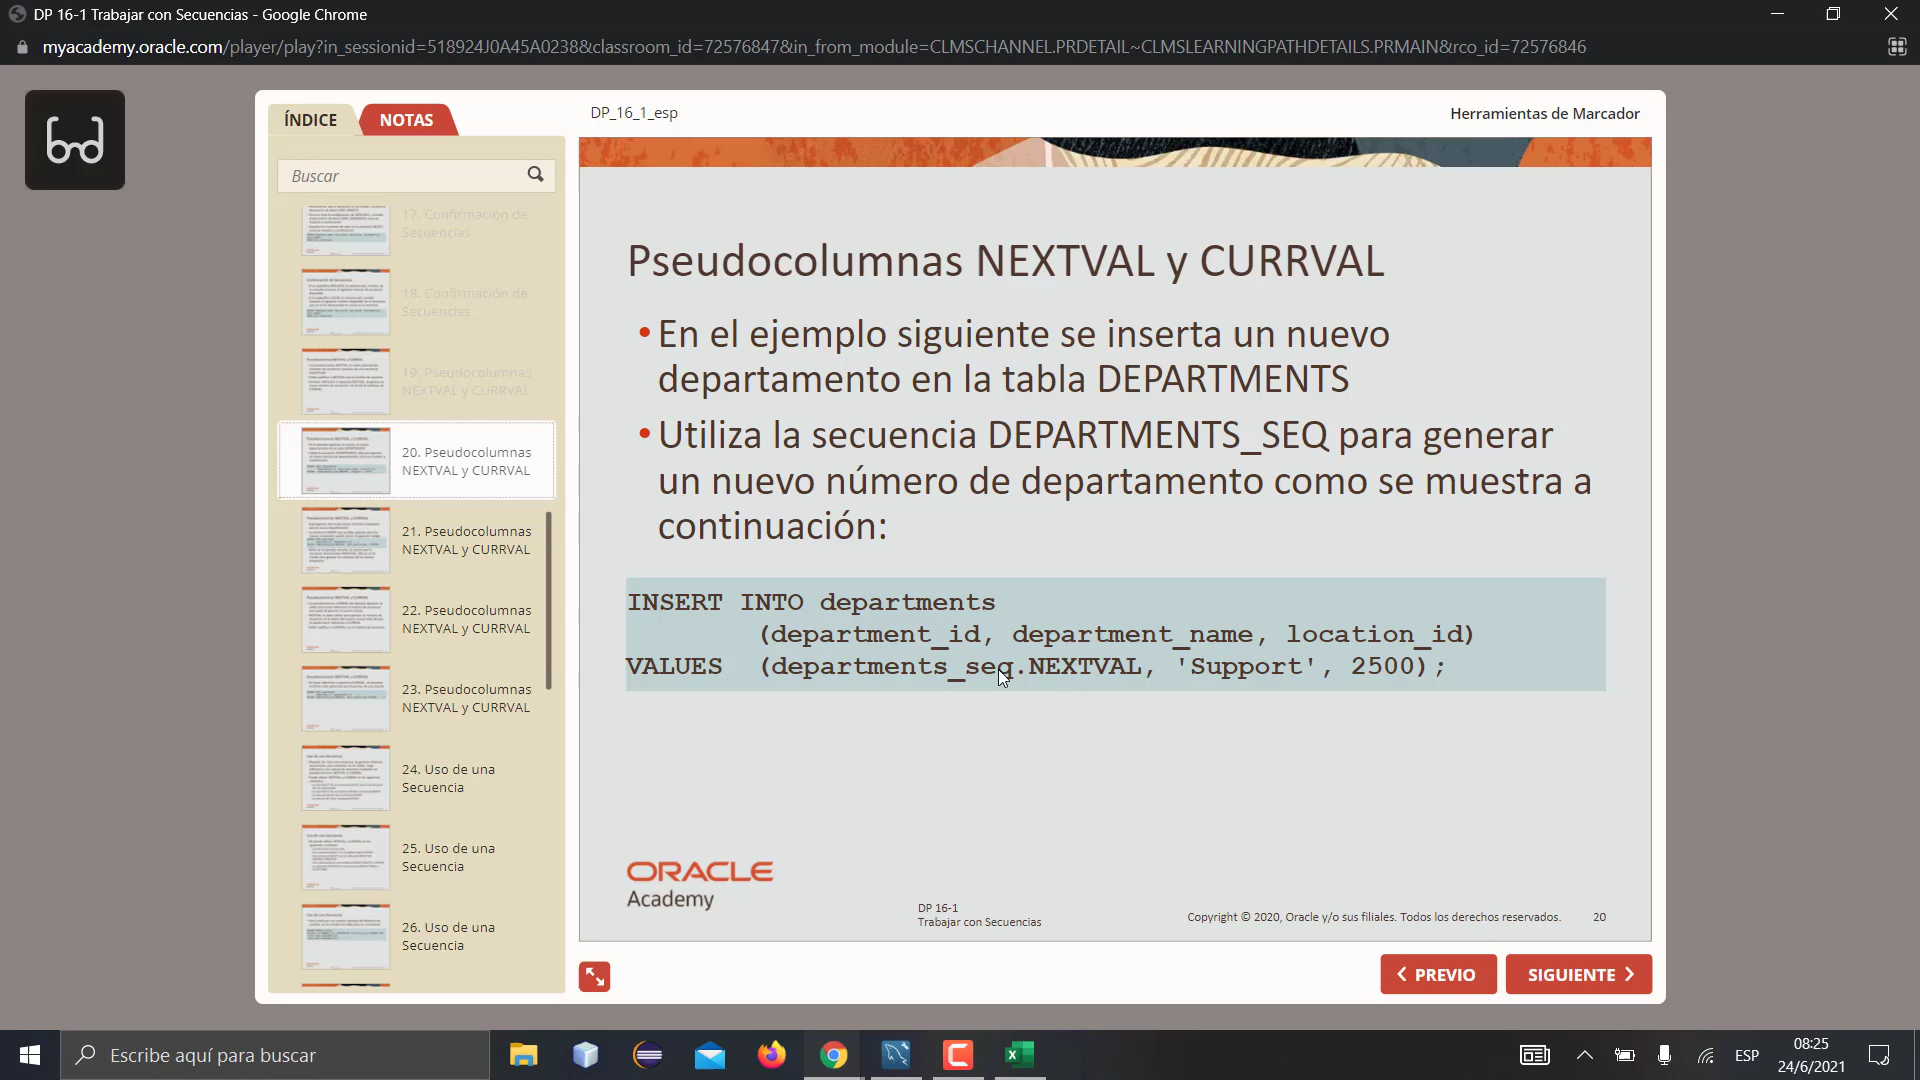 DP 16-1 Trabajar con Secuencias - Google Chrome
myacademy.oracle.com/player/play?in_sessionid=518924J0A45A0238&classroom_id=72576847&in_from_module=CLMSCHANNEL.PRDETAIL~CLMSLEARNINGPATHDETAILS.PRMAIN&rco_id=72576846
ÍNDICE
NOTAS
DP_16_1_esp
Herramientas de Marcador
Buscar
17. Confirmación de
Secuencias
18. Confirmación de
Secuencias
19. Pseudocolumnas
NEXTVAL y CURRVAL
20. Pseudocolumnas
NEXTVAL y CURRVAL
21. Pseudocolumnas
NEXTVAL y CURRVAL
22. Pseudocolumnas
NEXTVAL y CURRVAL
23. Pseudocolumnas
NEXTVAL y CURRVAL
24. Uso de una
Secuencia
25. Uso de una
Secuencia
26. Uso de una
Secuencia
Pseudocolumnas NEXTVAL y CURRVAL
• En el ejemplo siguiente se inserta un nuevo
departamento en la tabla DEPARTMENTS
• Utiliza la secuencia DEPARTMENTS_SEQ para generar
un nuevo número de departamento como se muestra a
continuación:
INSERT INTO departments
(department_id, department_name, location_id)
VALUES (departments_seq.NEXTVAL, 'Support', 2500);
ORACLE
Academy
DP 16-1
Trabajar con Secuencias
Copyright © 2020, Oracle y/o sus filiales. Todos los derechos reservados.
20
PREVIO
SIGUIENTE
Escribe aquí para buscar
ESP
08:25
24/6/2021